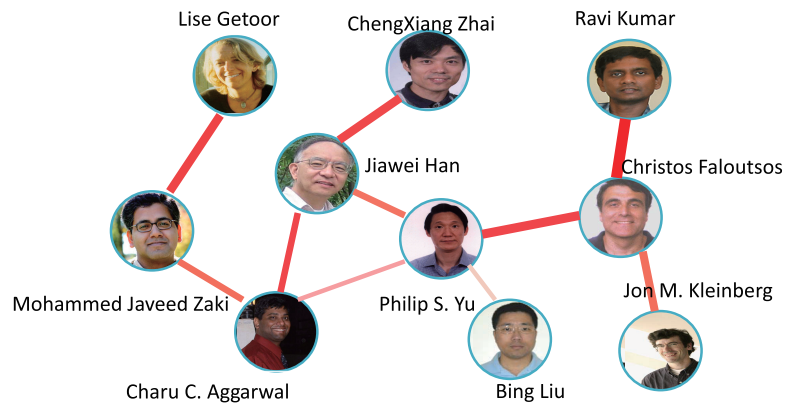 Lise Getoor
ChengXiang Zhai
Ravi Kumar
Jiawei Han
Christos Faloutsos
Mohammed Javeed Zaki
Philip S. Yu
Jon M. Kleinberg
Charu C. Aggarwal
Bing Liu